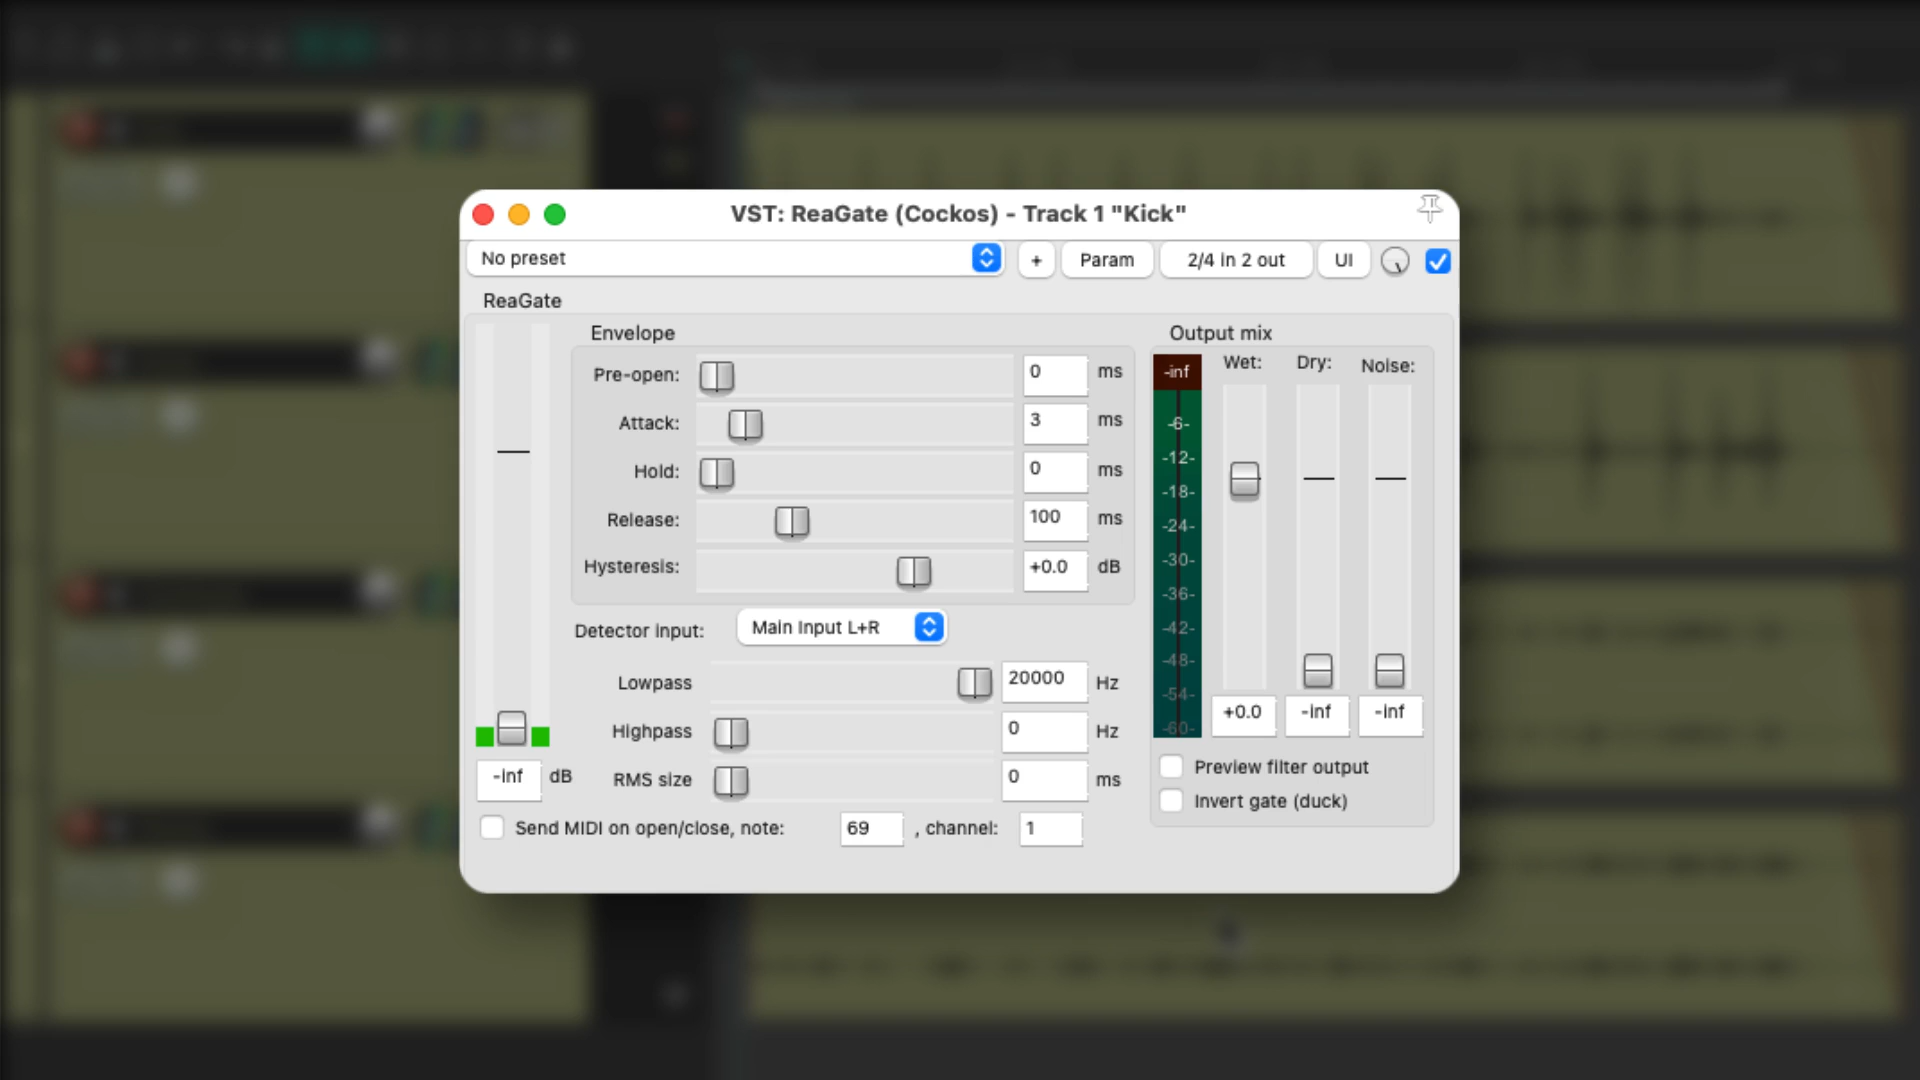 VST: ReaGate (Cockos) - Track 1 "Kick"
No preset
+
Param
2/4 in 2 out
UI
ReaGate
Envelope
Pre-open: 0 ms
Attack: 3 ms
Hold: 0 ms
Release: 100 ms
Hysteresis: +0.0 dB
Detector input: Main Input L+R
Lowpass 20000 Hz
Highpass 0 Hz
RMS size 0 ms
-inf dB
Send MIDI on open/close, note: 69 , channel: 1
Output mix
Wet: Dry: Noise:
-inf
-6-
-12-
-18-
-24-
-30-
-36-
-42-
-48-
-54-
-60-
+0.0 -inf -inf
Preview filter output
Invert gate (duck)